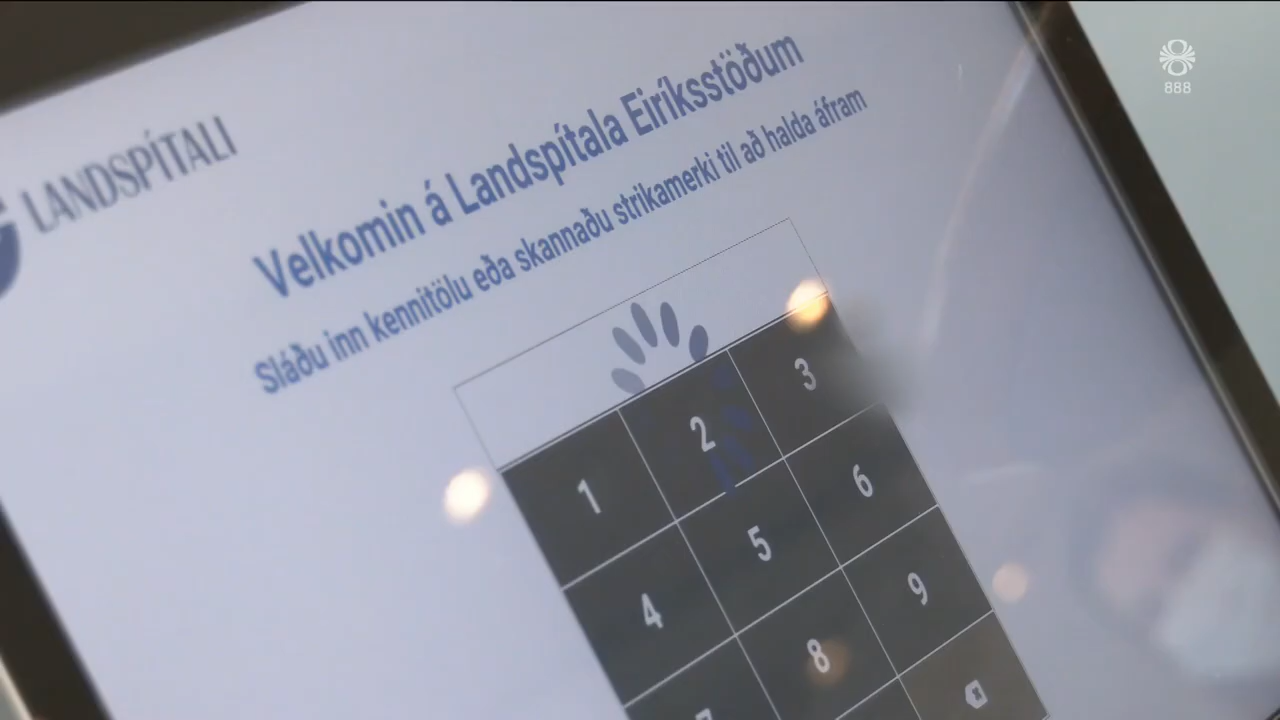 888
LANDSPÍTALI
Velkomin á Landspítala Eiríksstöðum
Sláðu inn kennitölu eða skannaðu strikamerki til að halda áfram
1 2 3
4 5 6
7 8 9